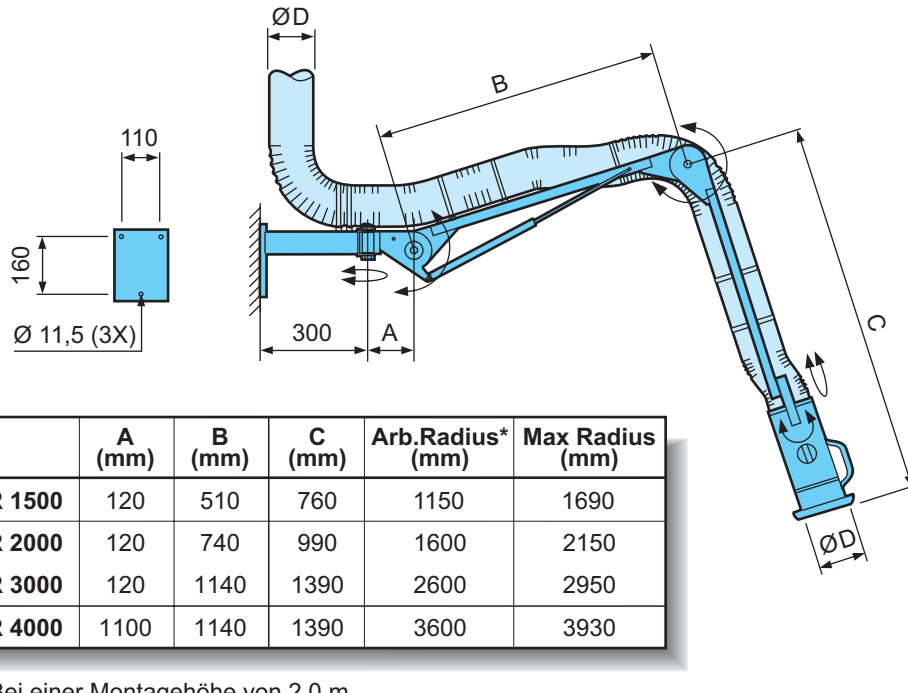 ØD
B
110
160
Ø 11,5 (3X)
300
A
C
ØD
A (mm) B (mm) C (mm) Arb.Radius* (mm) Max Radius (mm)
R 1500 120 510 760 1150 1690
R 2000 120 740 990 1600 2150
R 3000 120 1140 1390 2600 2950
R 4000 1100 1140 1390 3600 3930
Bei einer Montagehöhe von 2,0 m